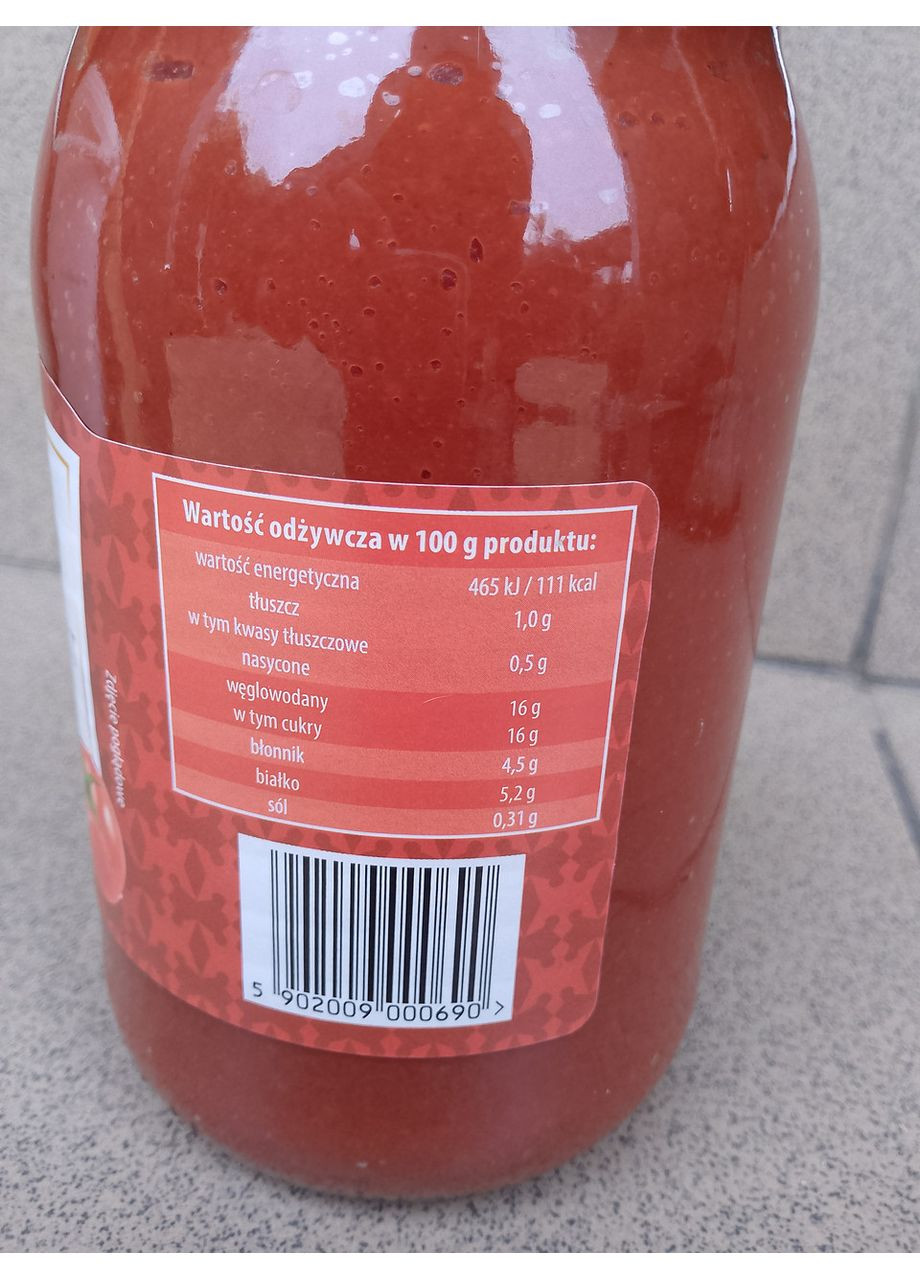 Wartość odżywcza w 100 g produktu:
wartość energetyczna 465 kJ / 111 kcal
tłuszcz 1,0 g
w tym kwasy tłuszczowe
nasycone 0,5 g
węglowodany 16 g
w tym cukry 16 g
błonnik 4,5 g
białko 5,2 g
sól 0,31 g
Zdjęcie poglądowe
5 902009 000690 >